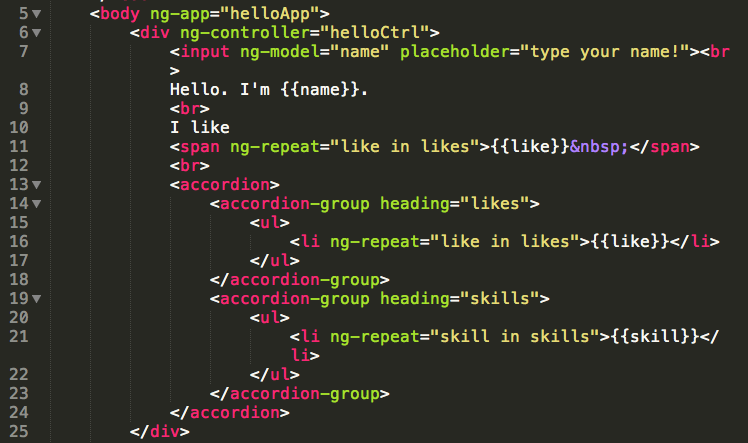 5 <body ng-app="helloApp">
6 <div ng-controller="helloCtrl">
7 <input ng-model="name" placeholder="type your name!"><br
>
8 Hello. I'm {{name}}.
9 <br>
10 I like
11 <span ng-repeat="like in likes">{{like}}&nbsp;</span>
12 <br>
13 <accordion>
14 <accordion-group heading="likes">
15 <ul>
16 <li ng-repeat="like in likes">{{like}}</li>
17 </ul>
18 </accordion-group>
19 <accordion-group heading="skills">
20 <ul>
21 <li ng-repeat="skill in skills">{{skill}}</
li>
22 </ul>
23 </accordion-group>
24 </accordion>
25 </div>